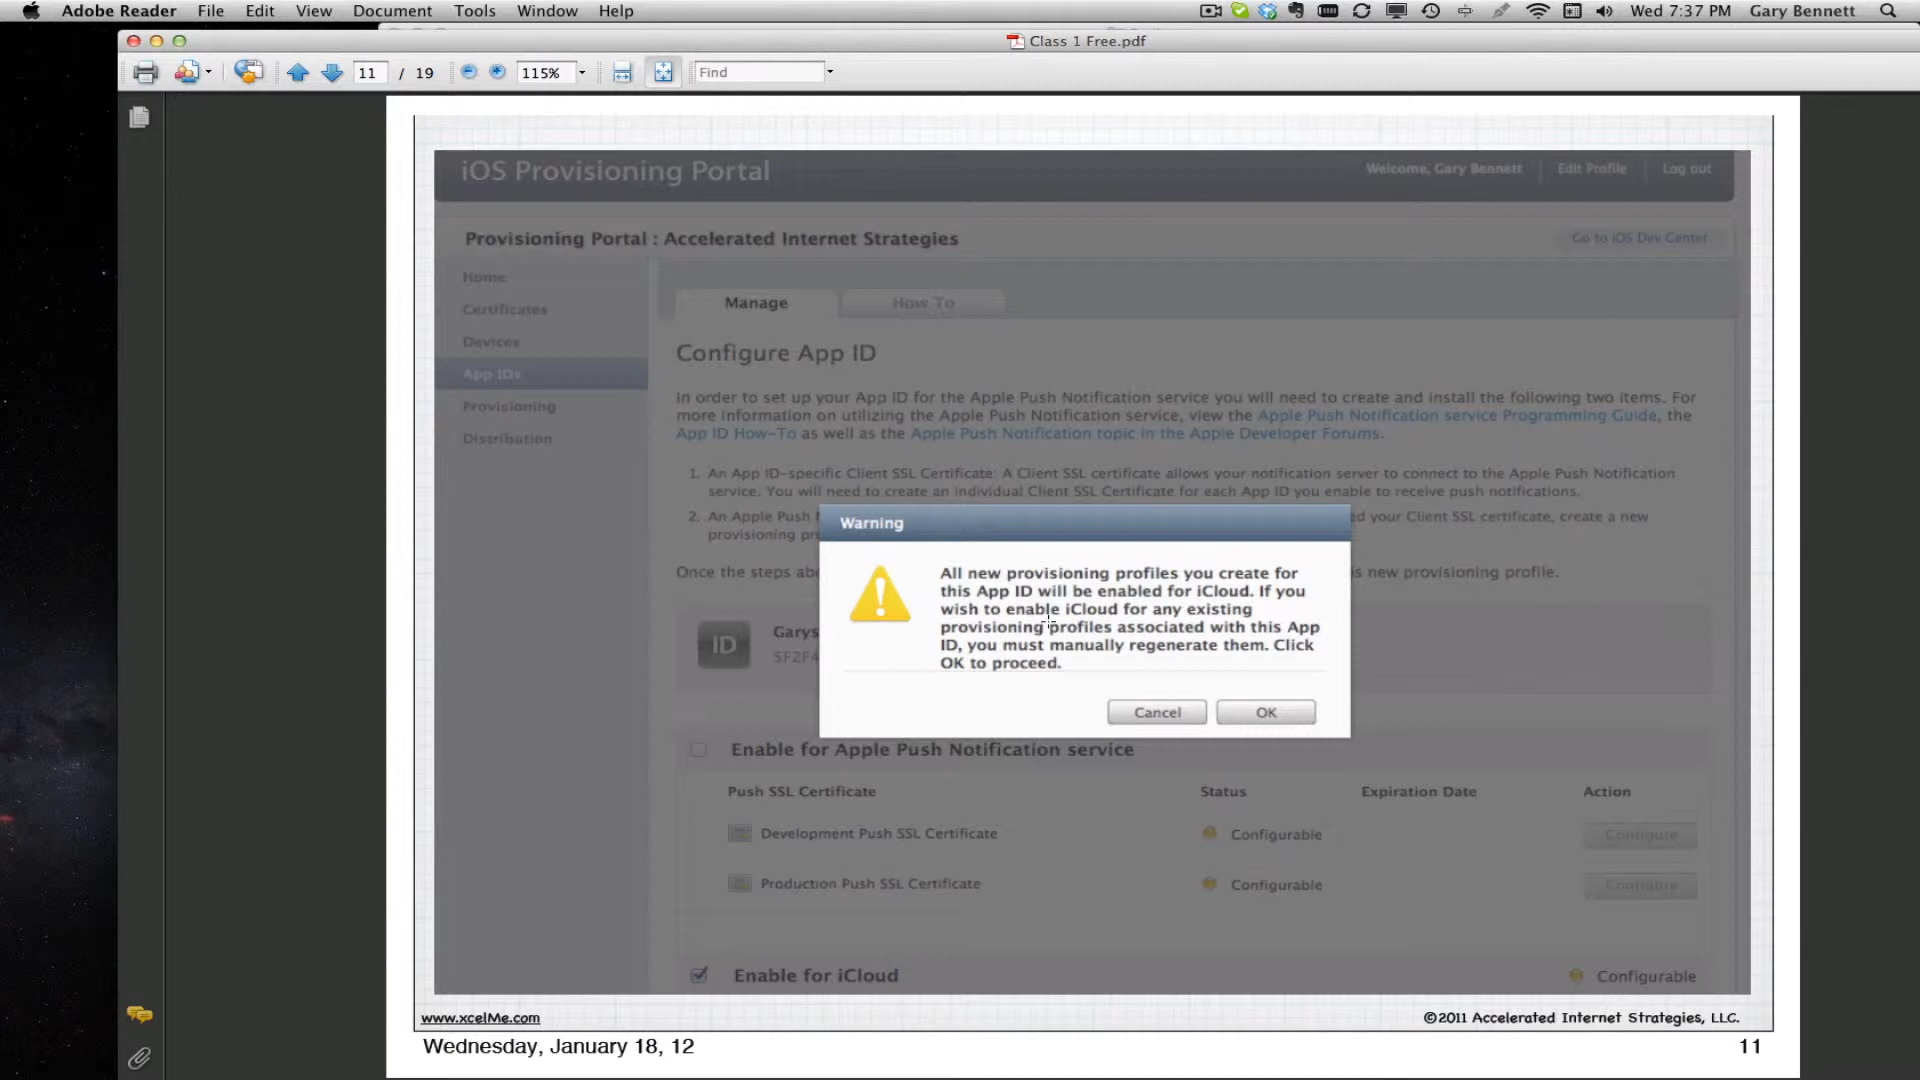 Adobe Reader File Edit View Document Tools Window Help Wed 7:37 PM Gary Bennett
Class 1 Free.pdf
11 / 19 115% Find
iOS Provisioning Portal Welcome, Gary Bennett Edit Profile Log out
Provisioning Portal : Accelerated Internet Strategies Go to iOS Dev Center
Home
Certificates
Devices
App IDs
Provisioning
Distribution
Manage How To
Configure App ID
In order to set up your App ID for the Apple Push Notification service you will need to create and install the following two items. For
more information on utilizing the Apple Push Notification service, view the Apple Push Notification service Programming Guide, the
App ID How-To as well as the Apple Push Notification topic in the Apple Developer Forums.
1. An App ID-specific Client SSL Certificate: A Client SSL certificate allows your notification server to connect to the Apple Push Notification
service. You will need to create an individual Client SSL Certificate for each App ID you enable to receive push notifications.
2. An Apple Push your Client SSL certificate, create a new
provisioning
Once the steps new provisioning profile.
Warning
All new provisioning profiles you create for
this App ID will be enabled for iCloud. If you
wish to enable iCloud for any existing
provisioning profiles associated with this App
ID, you must manually regenerate them. Click
OK to proceed.
Cancel OK
ID Garys
5F2F4
Enable for Apple Push Notification service
Push SSL Certificate Status Expiration Date Action
Development Push SSL Certificate Configurable Configure
Production Push SSL Certificate Configurable Configure
Enable for iCloud Configurable
www.xcelMe.com ©2011 Accelerated Internet Strategies, LLC.
Wednesday, January 18, 12 11